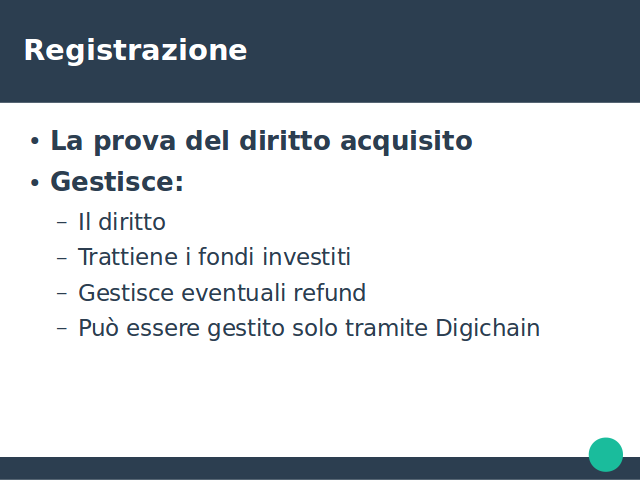 Registrazione
• La prova del diritto acquisito
• Gestisce:
– Il diritto
– Trattiene i fondi investiti
– Gestisce eventuali refund
– Può essere gestito solo tramite Digichain